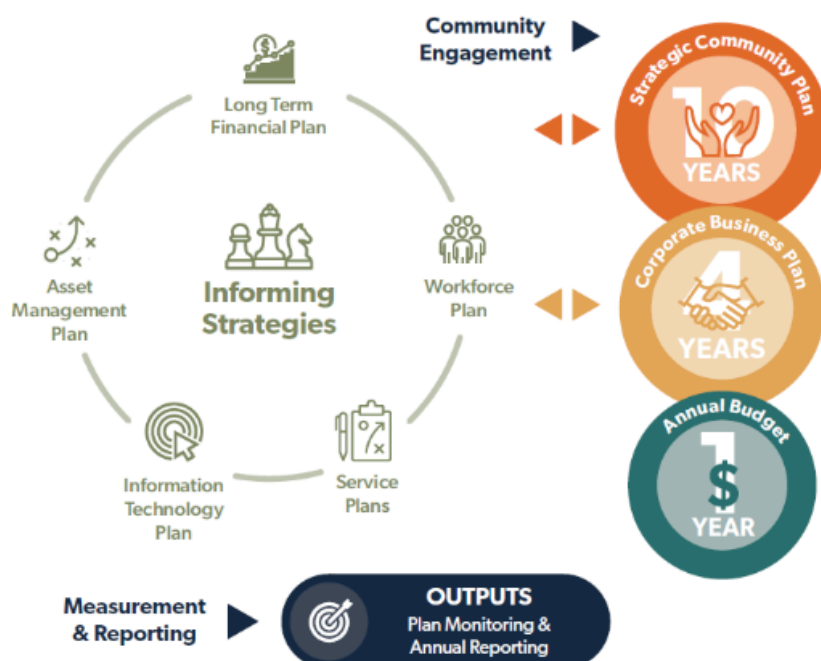 Community
Engagement
Strategic Community Plan
10
YEARS
Long Term
Financial Plan
Asset
Management
Plan
Informing
Strategies
Workforce
Plan
Corporate Business Plan
4
YEARS
Information
Technology
Plan
Service
Plans
Annual Budget
1
$
YEAR
Measurement
& Reporting
OUTPUTS
Plan Monitoring &
Annual Reporting